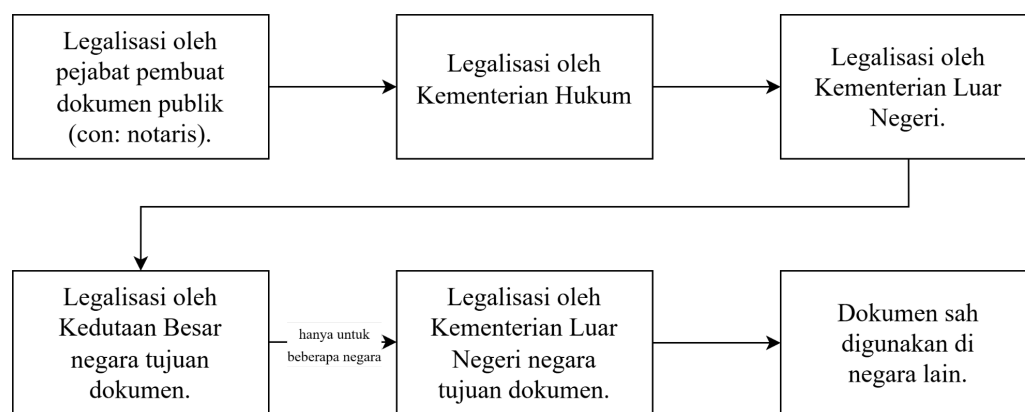 Legalisasi oleh
pejabat pembuat
dokumen publik
(con: notaris).
Legalisasi oleh
Kementerian Hukum
Legalisasi oleh
Kementerian Luar
Negeri.
Legalisasi oleh
Kedutaan Besar
negara tujuan
dokumen.
hanya untuk
beberapa negara
Legalisasi oleh
Kementerian Luar
Negeri negara
tujuan dokumen.
Dokumen sah
digunakan di
negara lain.